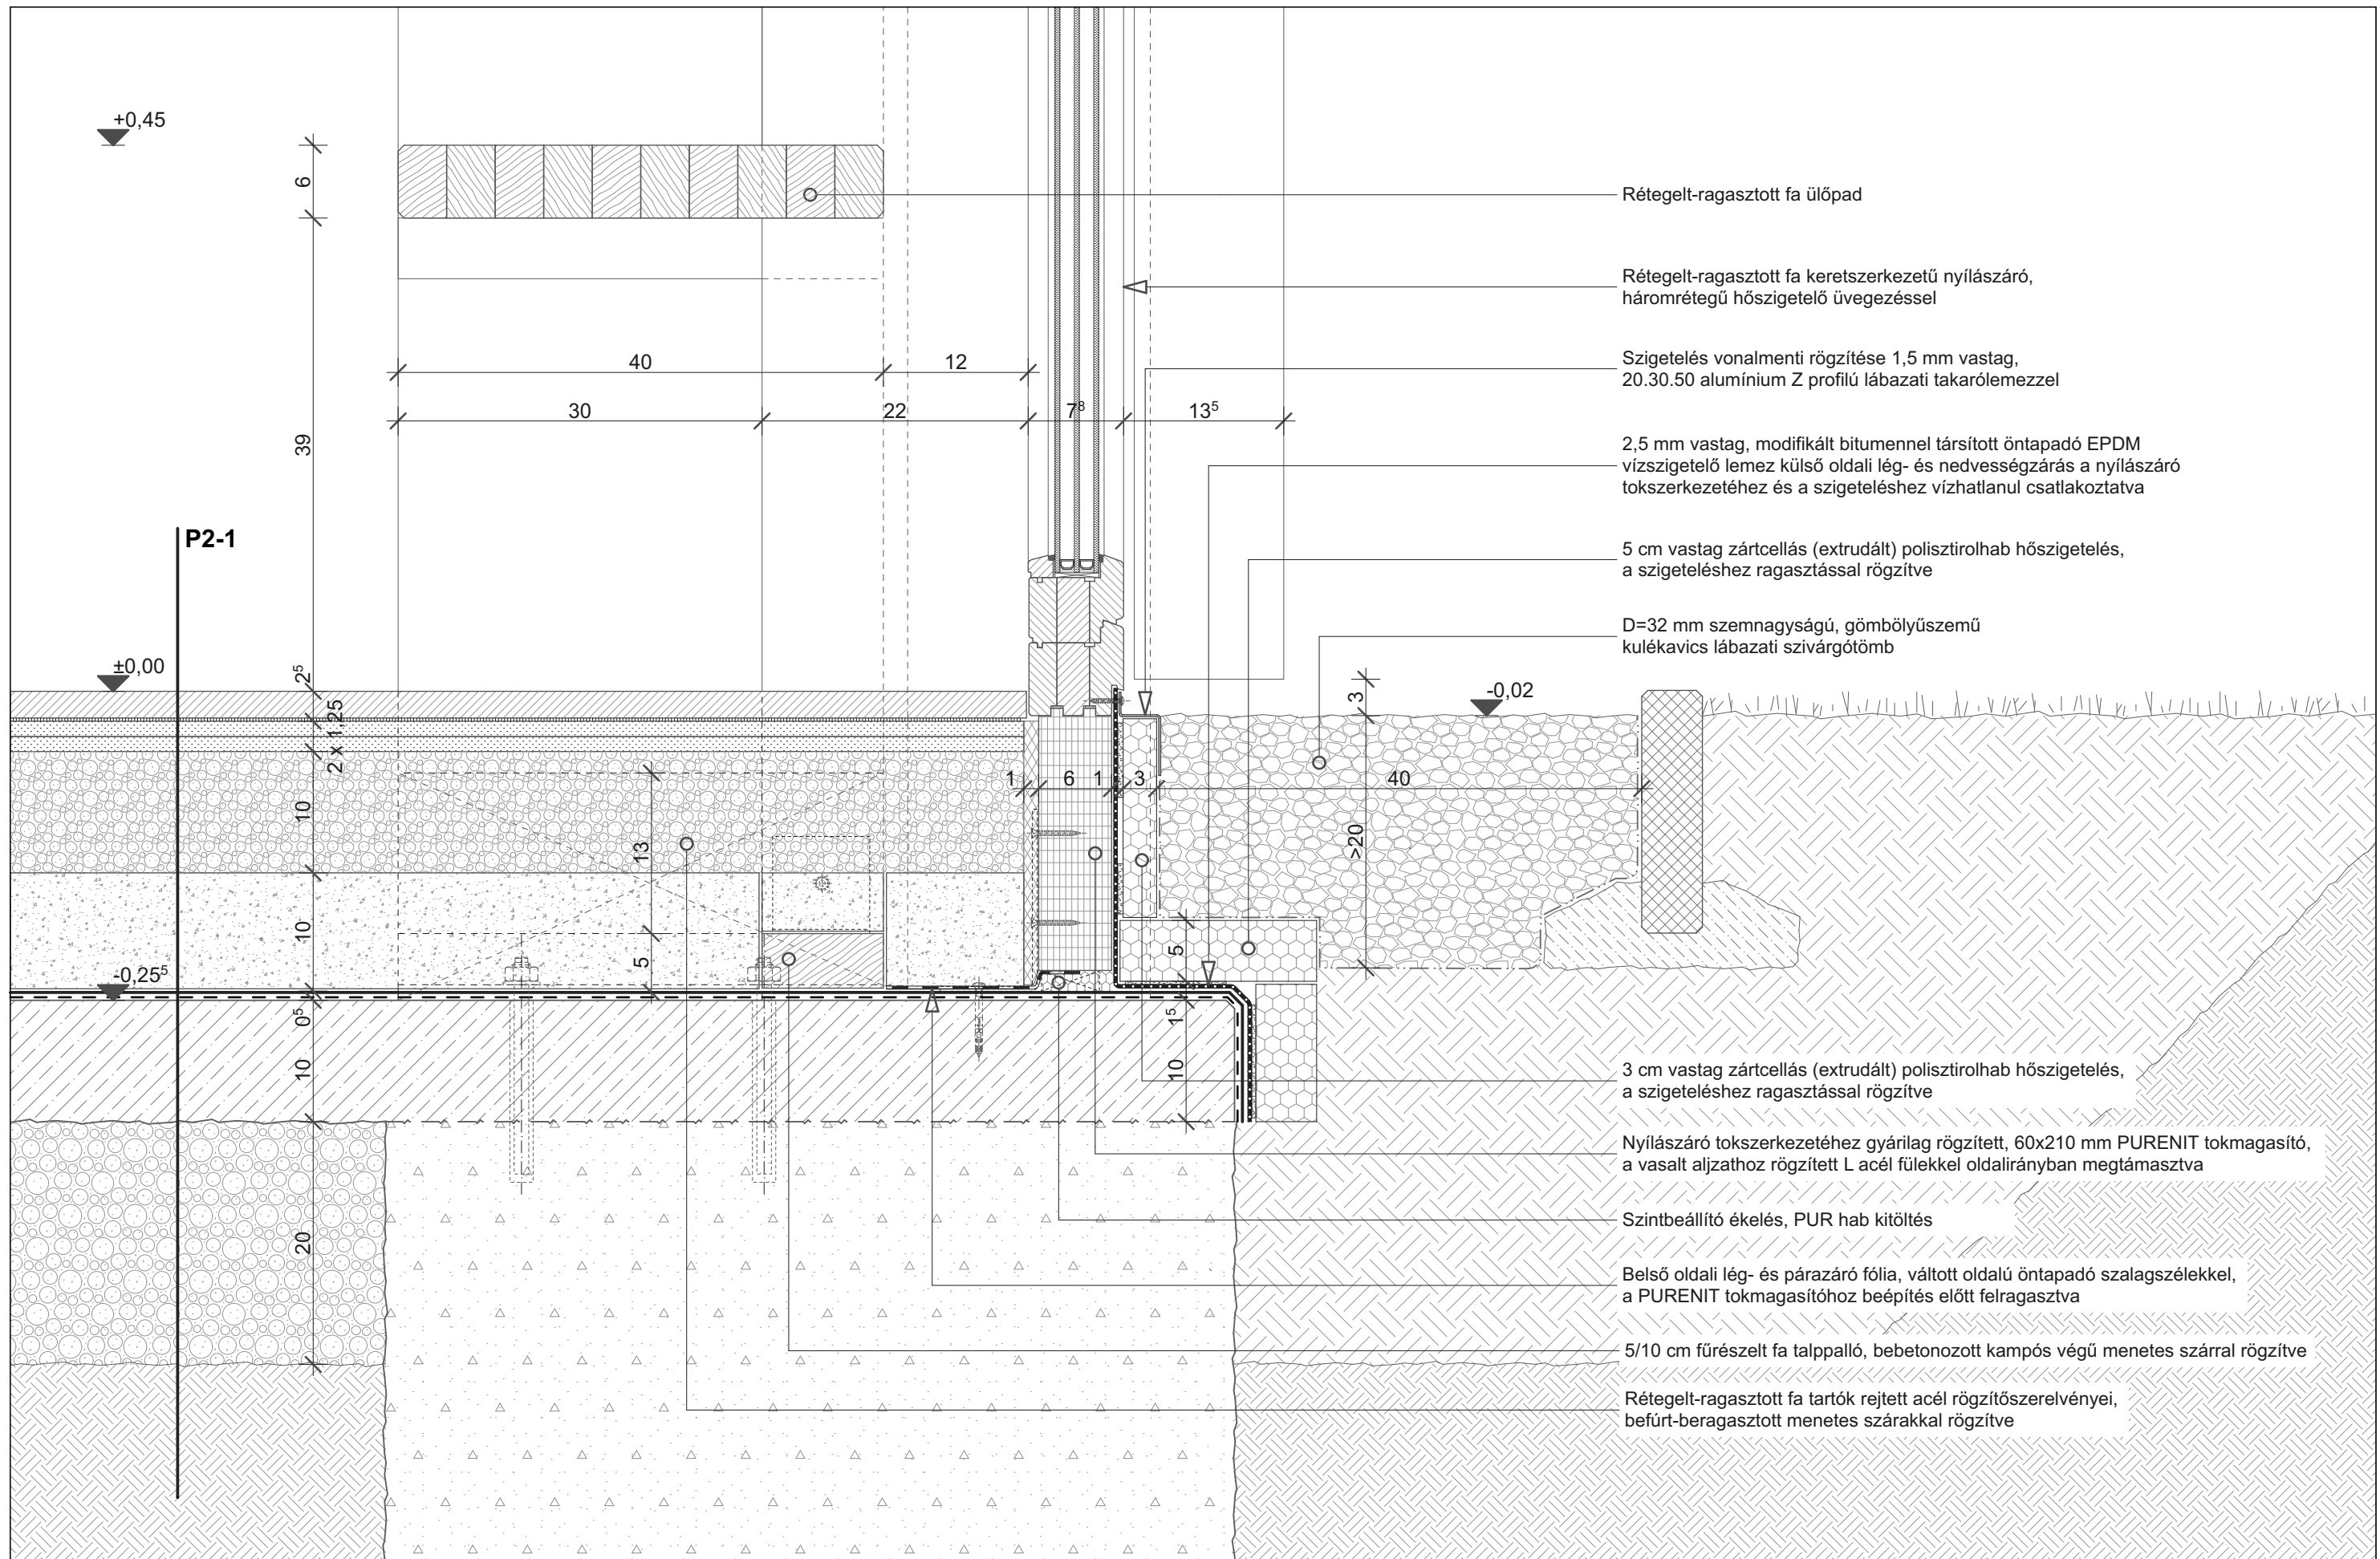 +0,45
6
39
40
12
30
22
7⁸
13⁵
P2-1
±0,00
2⁵
2 x 1,25
10
10
-0,25⁵
0⁵
10
20
13
5
1
6
1
3
40
3
-0,02
>20
5
1⁵
10
Rétegelt-ragasztott fa ülőpad
Rétegelt-ragasztott fa keretszerkezetű nyílászáró,
háromrétegű hőszigetelő üvegezéssel
Szigetelés vonalmenti rögzítése 1,5 mm vastag,
20.30.50 alumínium Z profilú lábazati takarólemezzel
2,5 mm vastag, modifikált bitumennel társított öntapadó EPDM
vízszigetelő lemez külső oldali lég- és nedvességzárás a nyílászáró
tokszerkezetéhez és a szigeteléshez vízhatlanul csatlakoztatva
5 cm vastag zártcellás (extrudált) polisztirolhab hőszigetelés,
a szigeteléshez ragasztással rögzítve
D=32 mm szemnagyságú, gömbölyűszemű
kulékavics lábazati szivárgótömb
3 cm vastag zártcellás (extrudált) polisztirolhab hőszigetelés,
a szigeteléshez ragasztással rögzítve
Nyílászáró tokszerkezetéhez gyárilag rögzített, 60x210 mm PURENIT tokmagasító,
a vasalt aljzathoz rögzített L acél fülekkel oldalirányban megtámasztva
Szintbeállító ékelés, PUR hab kitöltés
Belső oldali lég- és párazáró fólia, váltott oldalú öntapadó szalagszélekkel,
a PURENIT tokmagasítóhoz beépítés előtt felragasztva
5/10 cm fűrészelt fa talppalló, bebetonozott kampós végű menetes szárral rögzítve
Rétegelt-ragasztott fa tartók rejtett acél rögzítőszerelvényei,
befúrt-beragasztott menetes szárakkal rögzítve